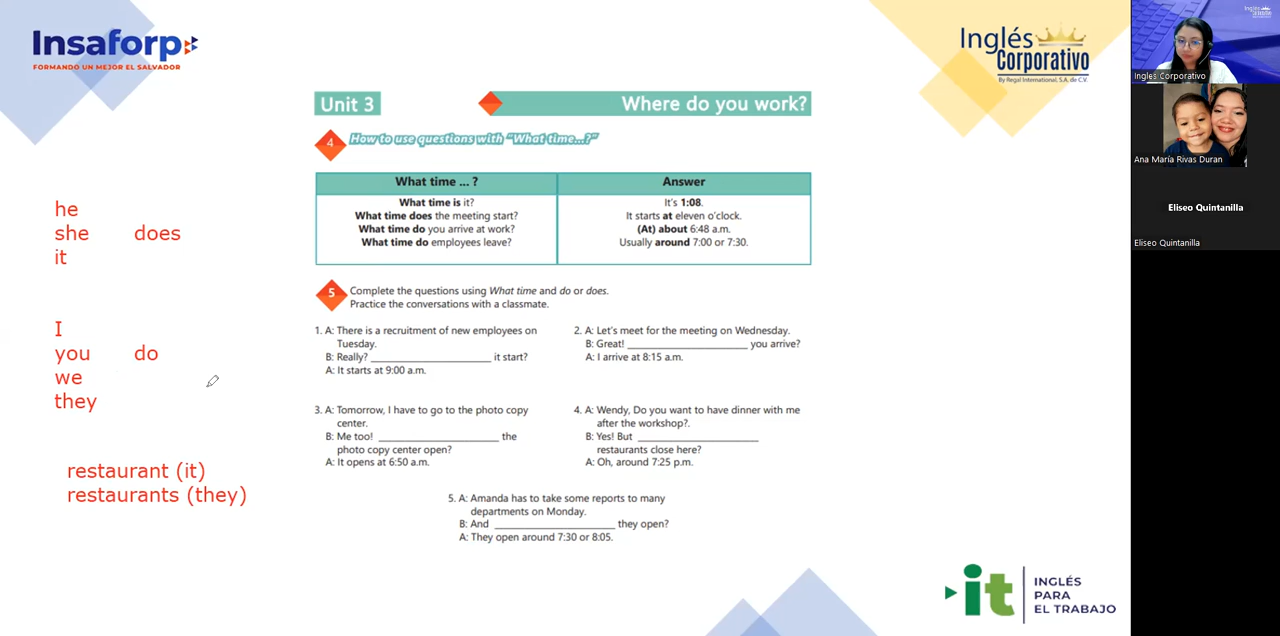 Insaforp
FORMANDO UN MEJOR EL SALVADOR
Inglés
Corporativo
By Regal International, S.A. de C.V.
Unit 3
Where do you work?
4
How to use questions with "What time...?"
What time ... ?
Answer
What time is it?
It's 1:08.
What time does the meeting start?
It starts at eleven o'clock.
What time do you arrive at work?
(At) about 6:48 a.m.
What time do employees leave?
Usually around 7:00 or 7:30.
he
she does
it
I
you do
we
they
restaurant (it)
restaurants (they)
5
Complete the questions using What time and do or does.
Practice the conversations with a classmate.
1. A: There is a recruitment of new employees on
Tuesday.
B: Really? ____________________ it start?
A: It starts at 9:00 a.m.
2. A: Let's meet for the meeting on Wednesday.
B: Great! ____________________ you arrive?
A: I arrive at 8:15 a.m.
3. A: Tomorrow, I have to go to the photo copy
center.
B: Me too! ____________________ the
photo copy center open?
A: It opens at 6:50 a.m.
4. A: Wendy, Do you want to have dinner with me
after the workshop?.
B: Yes! But ____________________
restaurants close here?
A: Oh, around 7:25 p.m.
5. A: Amanda has to take some reports to many
departments on Monday.
B: And ____________________ they open?
A: They open around 7:30 or 8:05.
it
INGLÉS
PARA
EL TRABAJO
Ingles Corporativo
Ana María Rivas Duran
Eliseo Quintanilla
Eliseo Quintanilla